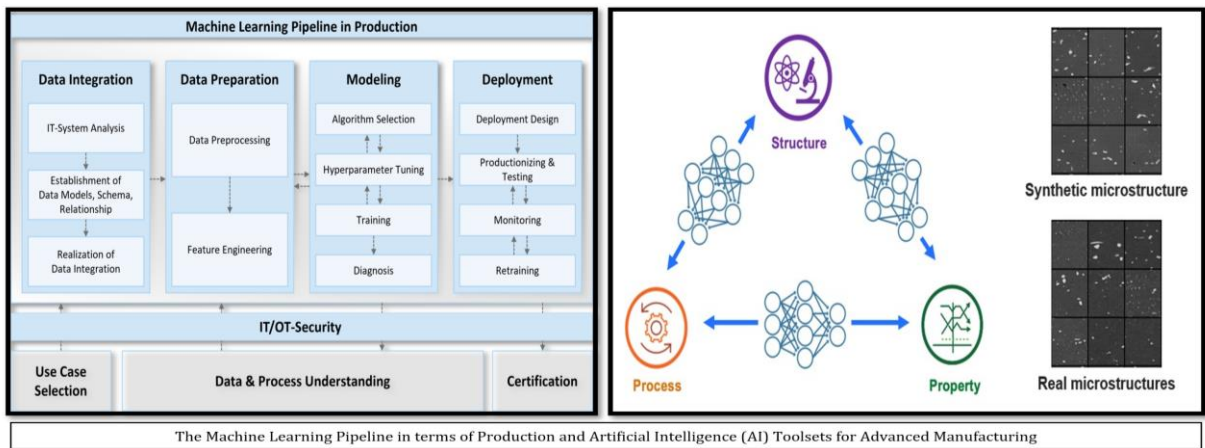 Machine Learning Pipeline in Production
Data Integration
IT-System Analysis
Establishment of
Data Models, Schema,
Relationship
Realization of
Data Integration
Data Preparation
Data Preprocessing
Feature Engineering
Modeling
Algorithm Selection
Hyperparameter Tuning
Training
Diagnosis
Deployment
Deployment Design
Productionizing &
Testing
Monitoring
Retraining
IT/OT-Security
Use Case
Selection
Data & Process Understanding
Certification
Structure
Process
Property
Synthetic microstructure
Real microstructures
The Machine Learning Pipeline in terms of Production and Artificial Intelligence (AI) Toolsets for Advanced Manufacturing